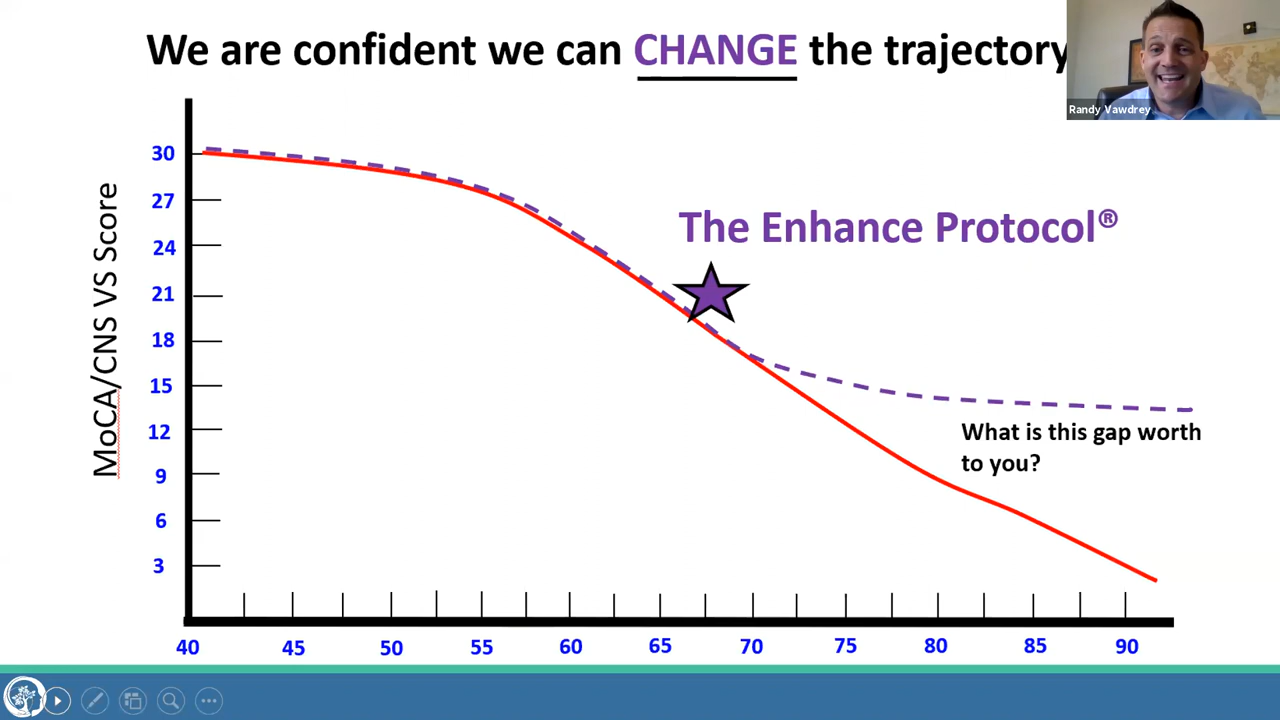 We are confident we can CHANGE the trajectory
Randy Vawdrey
MoCA/CNS VS Score
30
27
24
21
18
15
12
9
6
3
The Enhance Protocol®
What is this gap worth
to you?
40 45 50 55 60 65 70 75 80 85 90